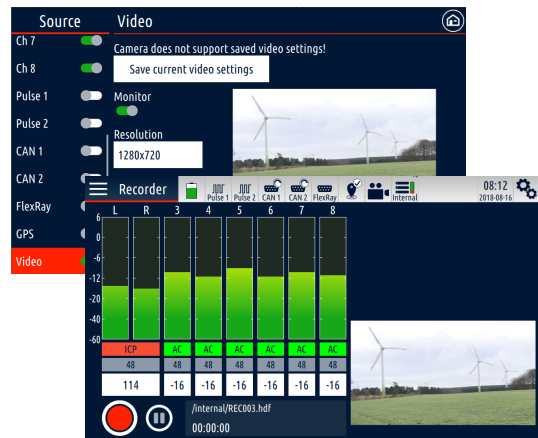 Source
Video
Ch 7
Camera does not support saved video settings!
Ch 8
Save current video settings
Pulse 1
Monitor
Pulse 2
Resolution
CAN 1
1280x720
CAN 2
FlexRay
GPS
Video
Recorder
Pulse 1 Pulse 2 CAN 1 CAN 2 FlexRay Internal
08:12
2018-08-16
L R 3 4 5 6 7 8
6
0
-6
-12
-20
-40
-60
ICP AC AC AC AC AC AC
48 48 48 48 48 48 48
114 -16 -16 -16 -16 -16 -16
/internal/REC003.hdf
00:00:00